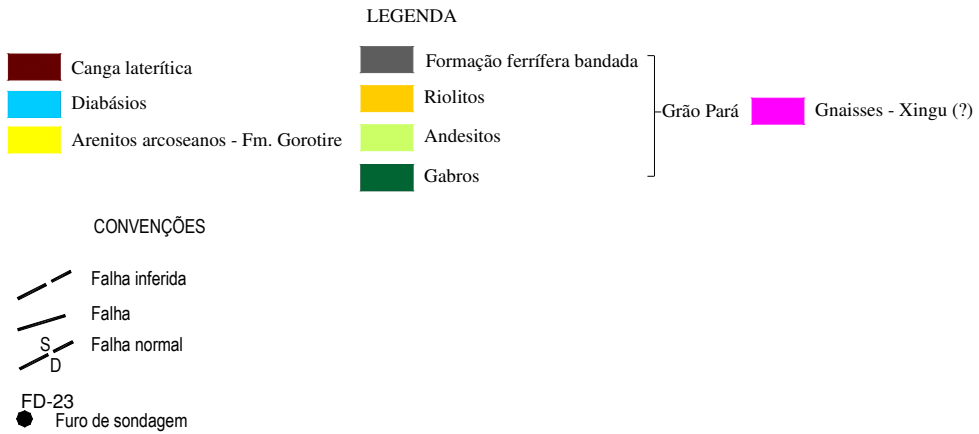 LEGENDA
Canga laterítica
Diabásios
Arenitos arcoseanos - Fm. Gorotire
Formação ferrífera bandada
Riolitos
Andesitos
Gabros
Grão Pará
Gnaisses - Xingu (?)
CONVENÇÕES
Falha inferida
Falha
S
D
Falha normal
FD-23
Furo de sondagem